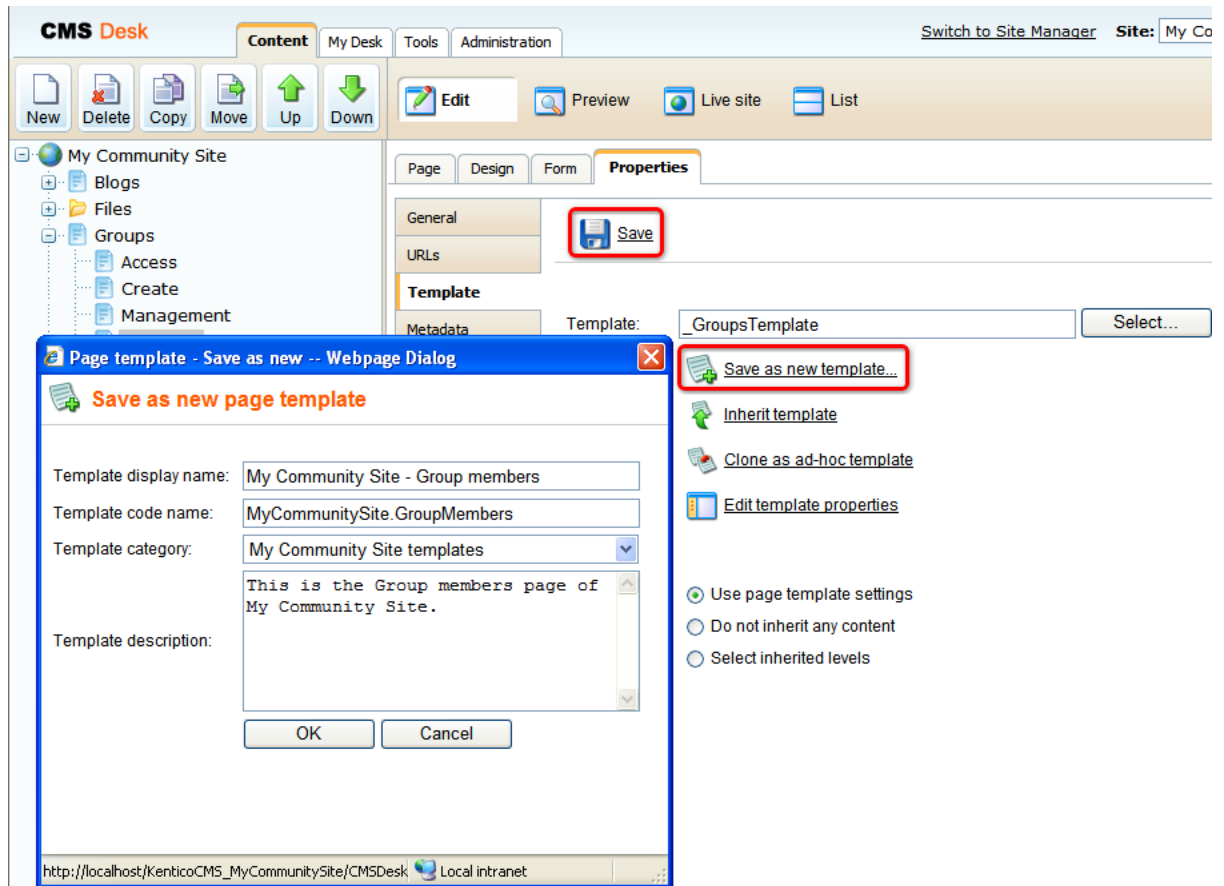 CMS Desk
Content
My Desk
Tools
Administration
Switch to Site Manager
Site: My Co
New
Delete
Copy
Move
Up
Down
Edit
Preview
Live site
List
My Community Site
Blogs
Files
Groups
Access
Create
Management
Page
Design
Form
Properties
General
URLs
Template
Metadata
Save
Template: _GroupsTemplate Select...
Save as new template...
Inherit template
Clone as ad-hoc template
Edit template properties
Use page template settings
Do not inherit any content
Select inherited levels
Page template - Save as new -- Webpage Dialog
Save as new page template
Template display name: My Community Site - Group members
Template code name: MyCommunitySite.GroupMembers
Template category: My Community Site templates
Template description:
This is the Group members page of
My Community Site.
OK
Cancel
http://localhost/KenticoCMS_MyCommunitySite/CMSDesk
Local intranet